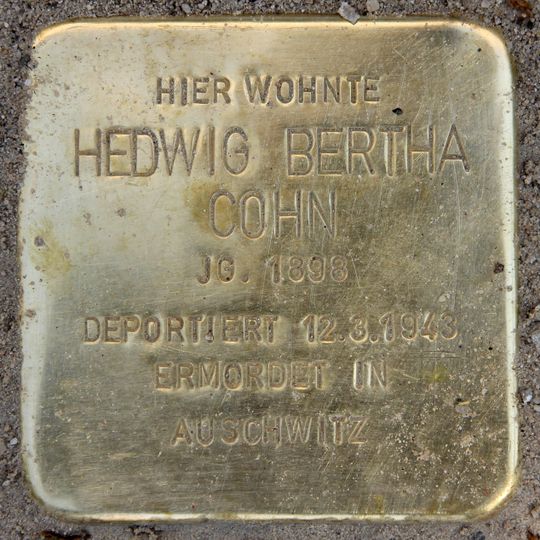 HIER WOHNTE
HEDWIG BERTHA
COHN
JG. 1898
DEPORTIERT 12.3.1943
ERMORDET IN
AUSCHWITZ